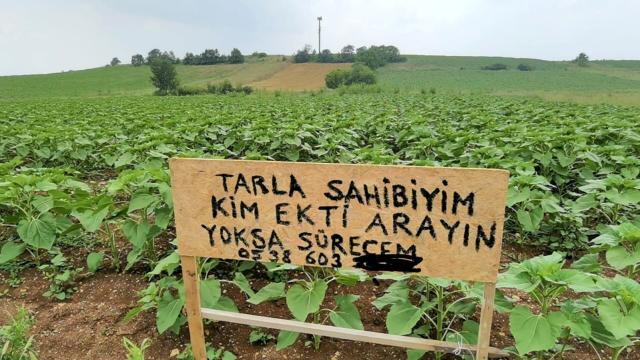 TARLA SAHİBİYİM
KİM EKTİ ARAYIN
YOKSA SÜRECEM
0538 603